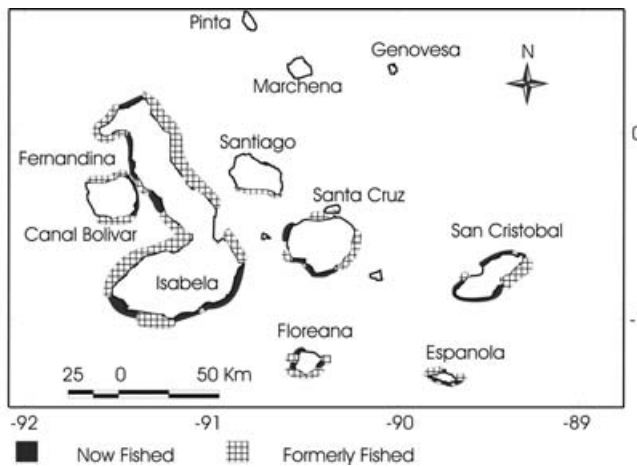 Pinta
Genovesa
N
Marchena
Santiago
Fernandina
Santa Cruz
San Cristobal
Canal Bolivar
Isabela
Floreana
Espanola
25 0 50 Km
-92 -91 -90 -89
Now Fished Formerly Fished